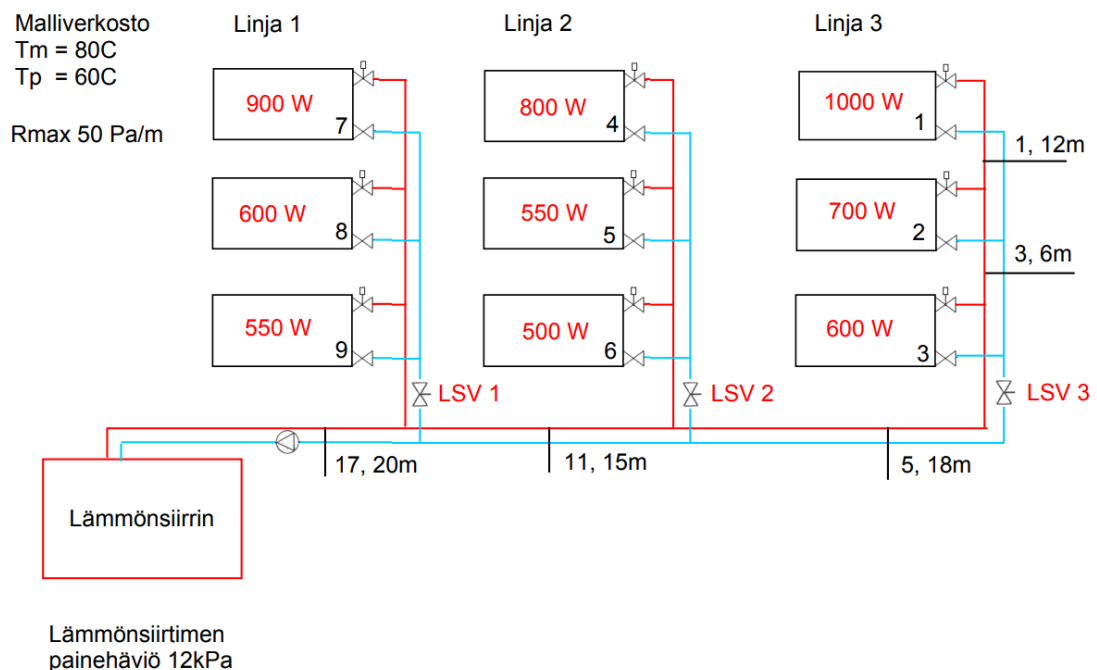 Malliverkosto
Tm = 80C
Tp = 60C
Rmax 50 Pa/m
Linja 1
Linja 2
Linja 3
900 W
7
600 W
8
550 W
9
LSV 1
800 W
4
550 W
5
500 W
6
LSV 2
1000 W
1
1, 12m
700 W
2
3, 6m
600 W
3
LSV 3
17, 20m
11, 15m
5, 18m
Lämmönsiirrin
Lämmönsiirtimen
painehäviö 12kPa